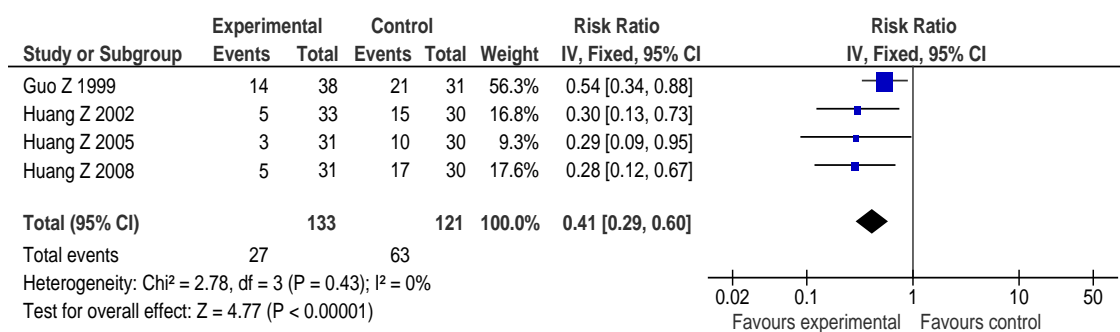 Experimental Control Risk Ratio Risk Ratio
Study or Subgroup Events Total Events Total Weight IV, Fixed, 95% CI IV, Fixed, 95% CI
Guo Z 1999 14 38 21 31 56.3% 0.54 [0.34, 0.88]
Huang Z 2002 5 33 15 30 16.8% 0.30 [0.13, 0.73]
Huang Z 2005 3 31 10 30 9.3% 0.29 [0.09, 0.95]
Huang Z 2008 5 31 17 30 17.6% 0.28 [0.12, 0.67]
Total (95% CI) 133 121 100.0% 0.41 [0.29, 0.60]
Total events 27 63
Heterogeneity: Chi² = 2.78, df = 3 (P = 0.43); I² = 0%
Test for overall effect: Z = 4.77 (P < 0.00001)
0.02 0.1 1 10 50
Favours experimental Favours control